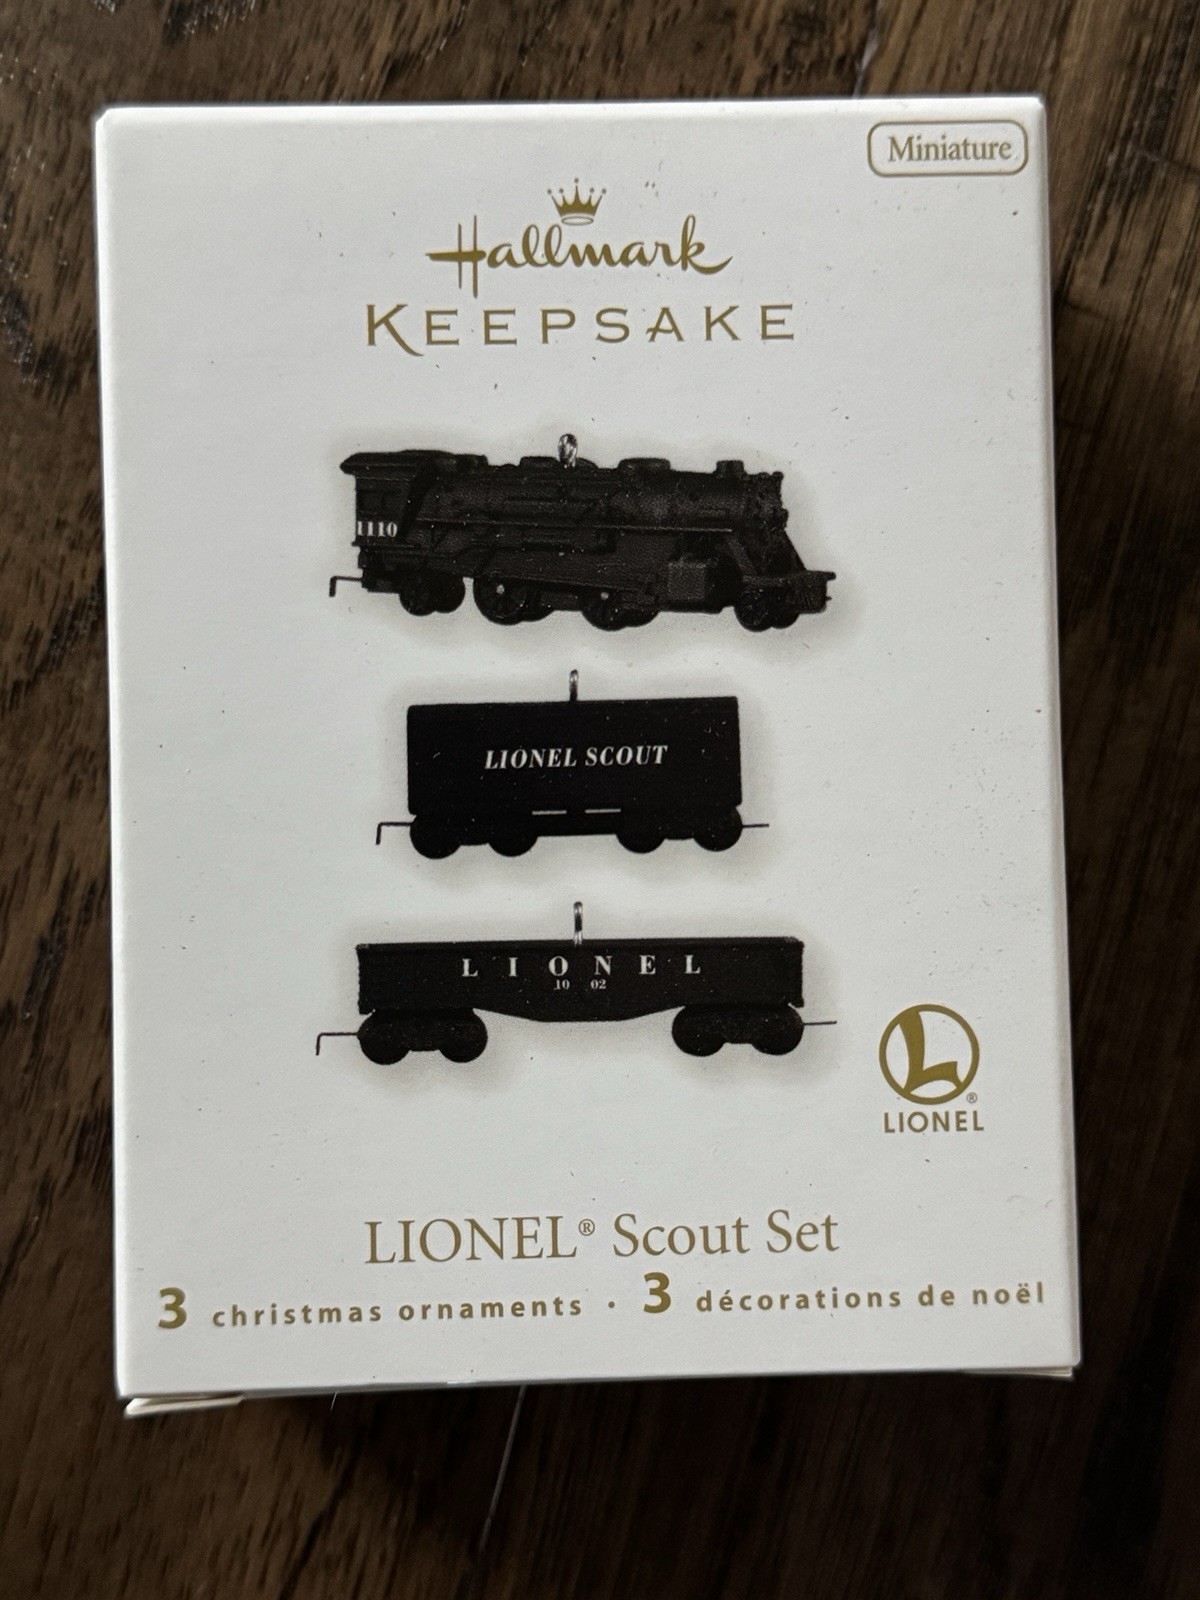 Miniature
Hallmark
KEEPSAKE
1110
LIONEL SCOUT
LIONEL
10 02
L®
LIONEL
LIONEL® Scout Set
3 christmas ornaments · 3 décorations de noël